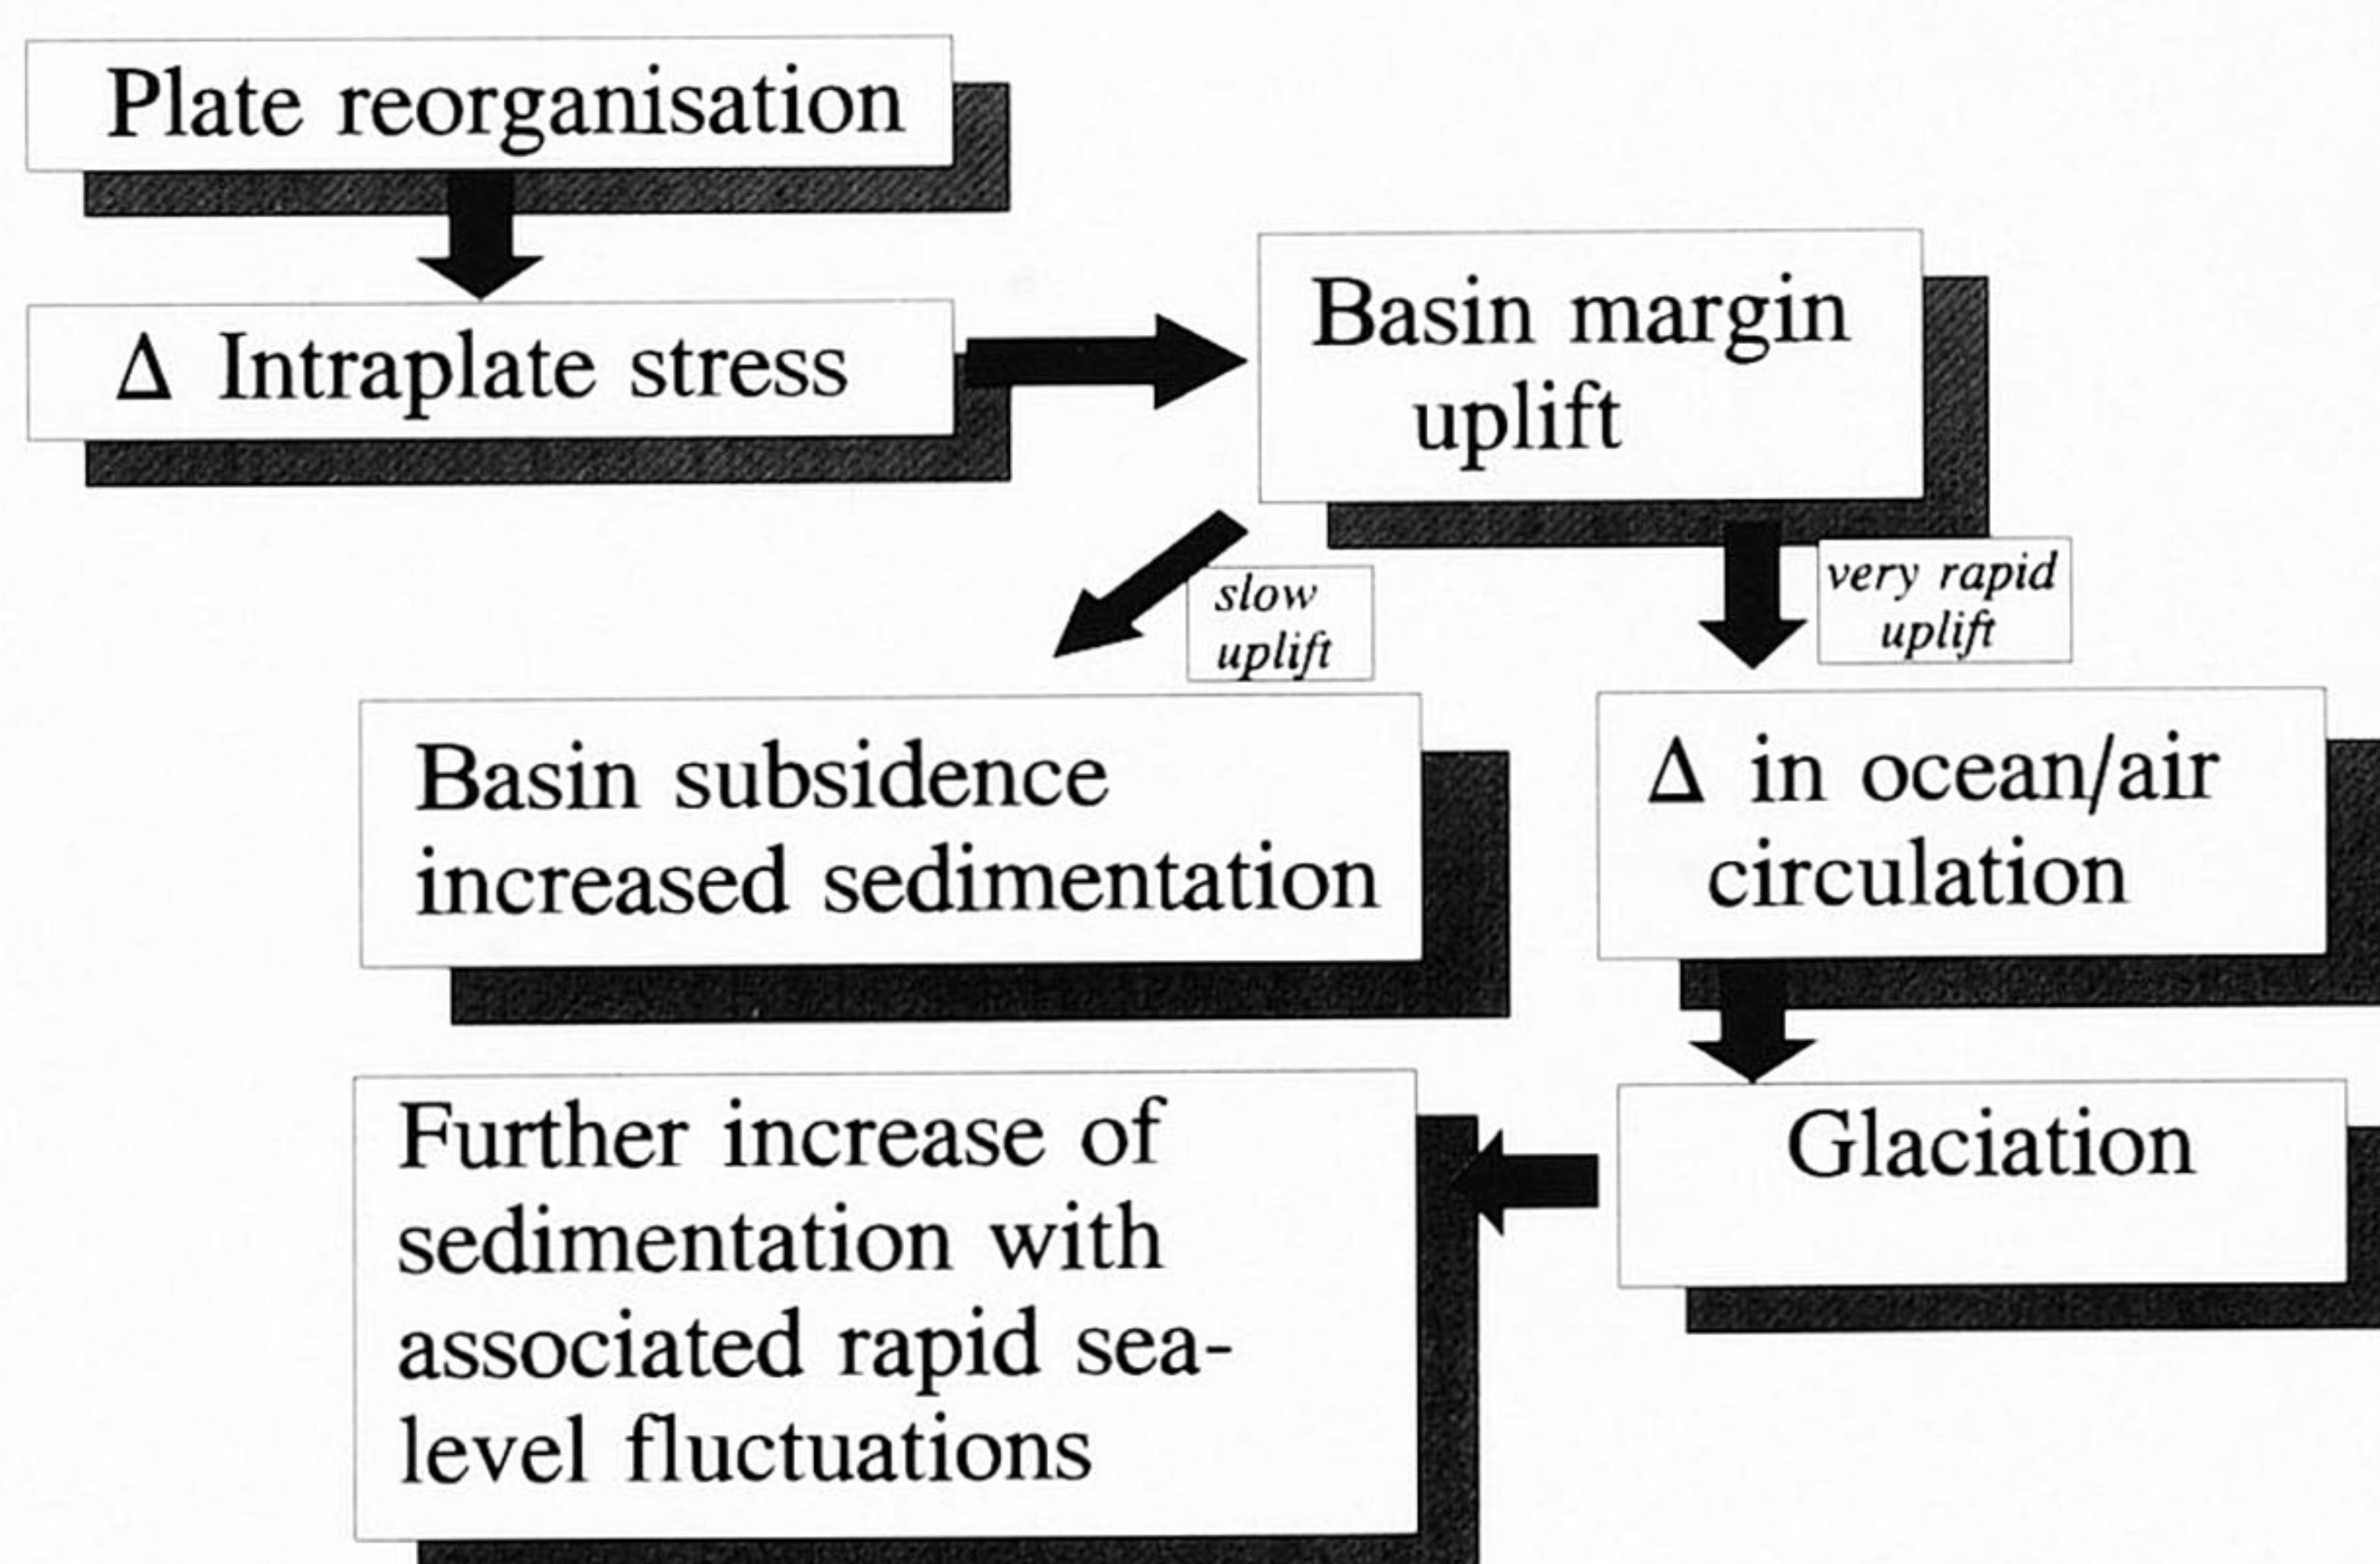 Plate reorganisation
Δ Intraplate stress
Basin margin
uplift
slow
uplift
very rapid
uplift
Basin subsidence
increased sedimentation
Δ in ocean/air
circulation
Further increase of
sedimentation with
associated rapid sea-
level fluctuations
Glaciation